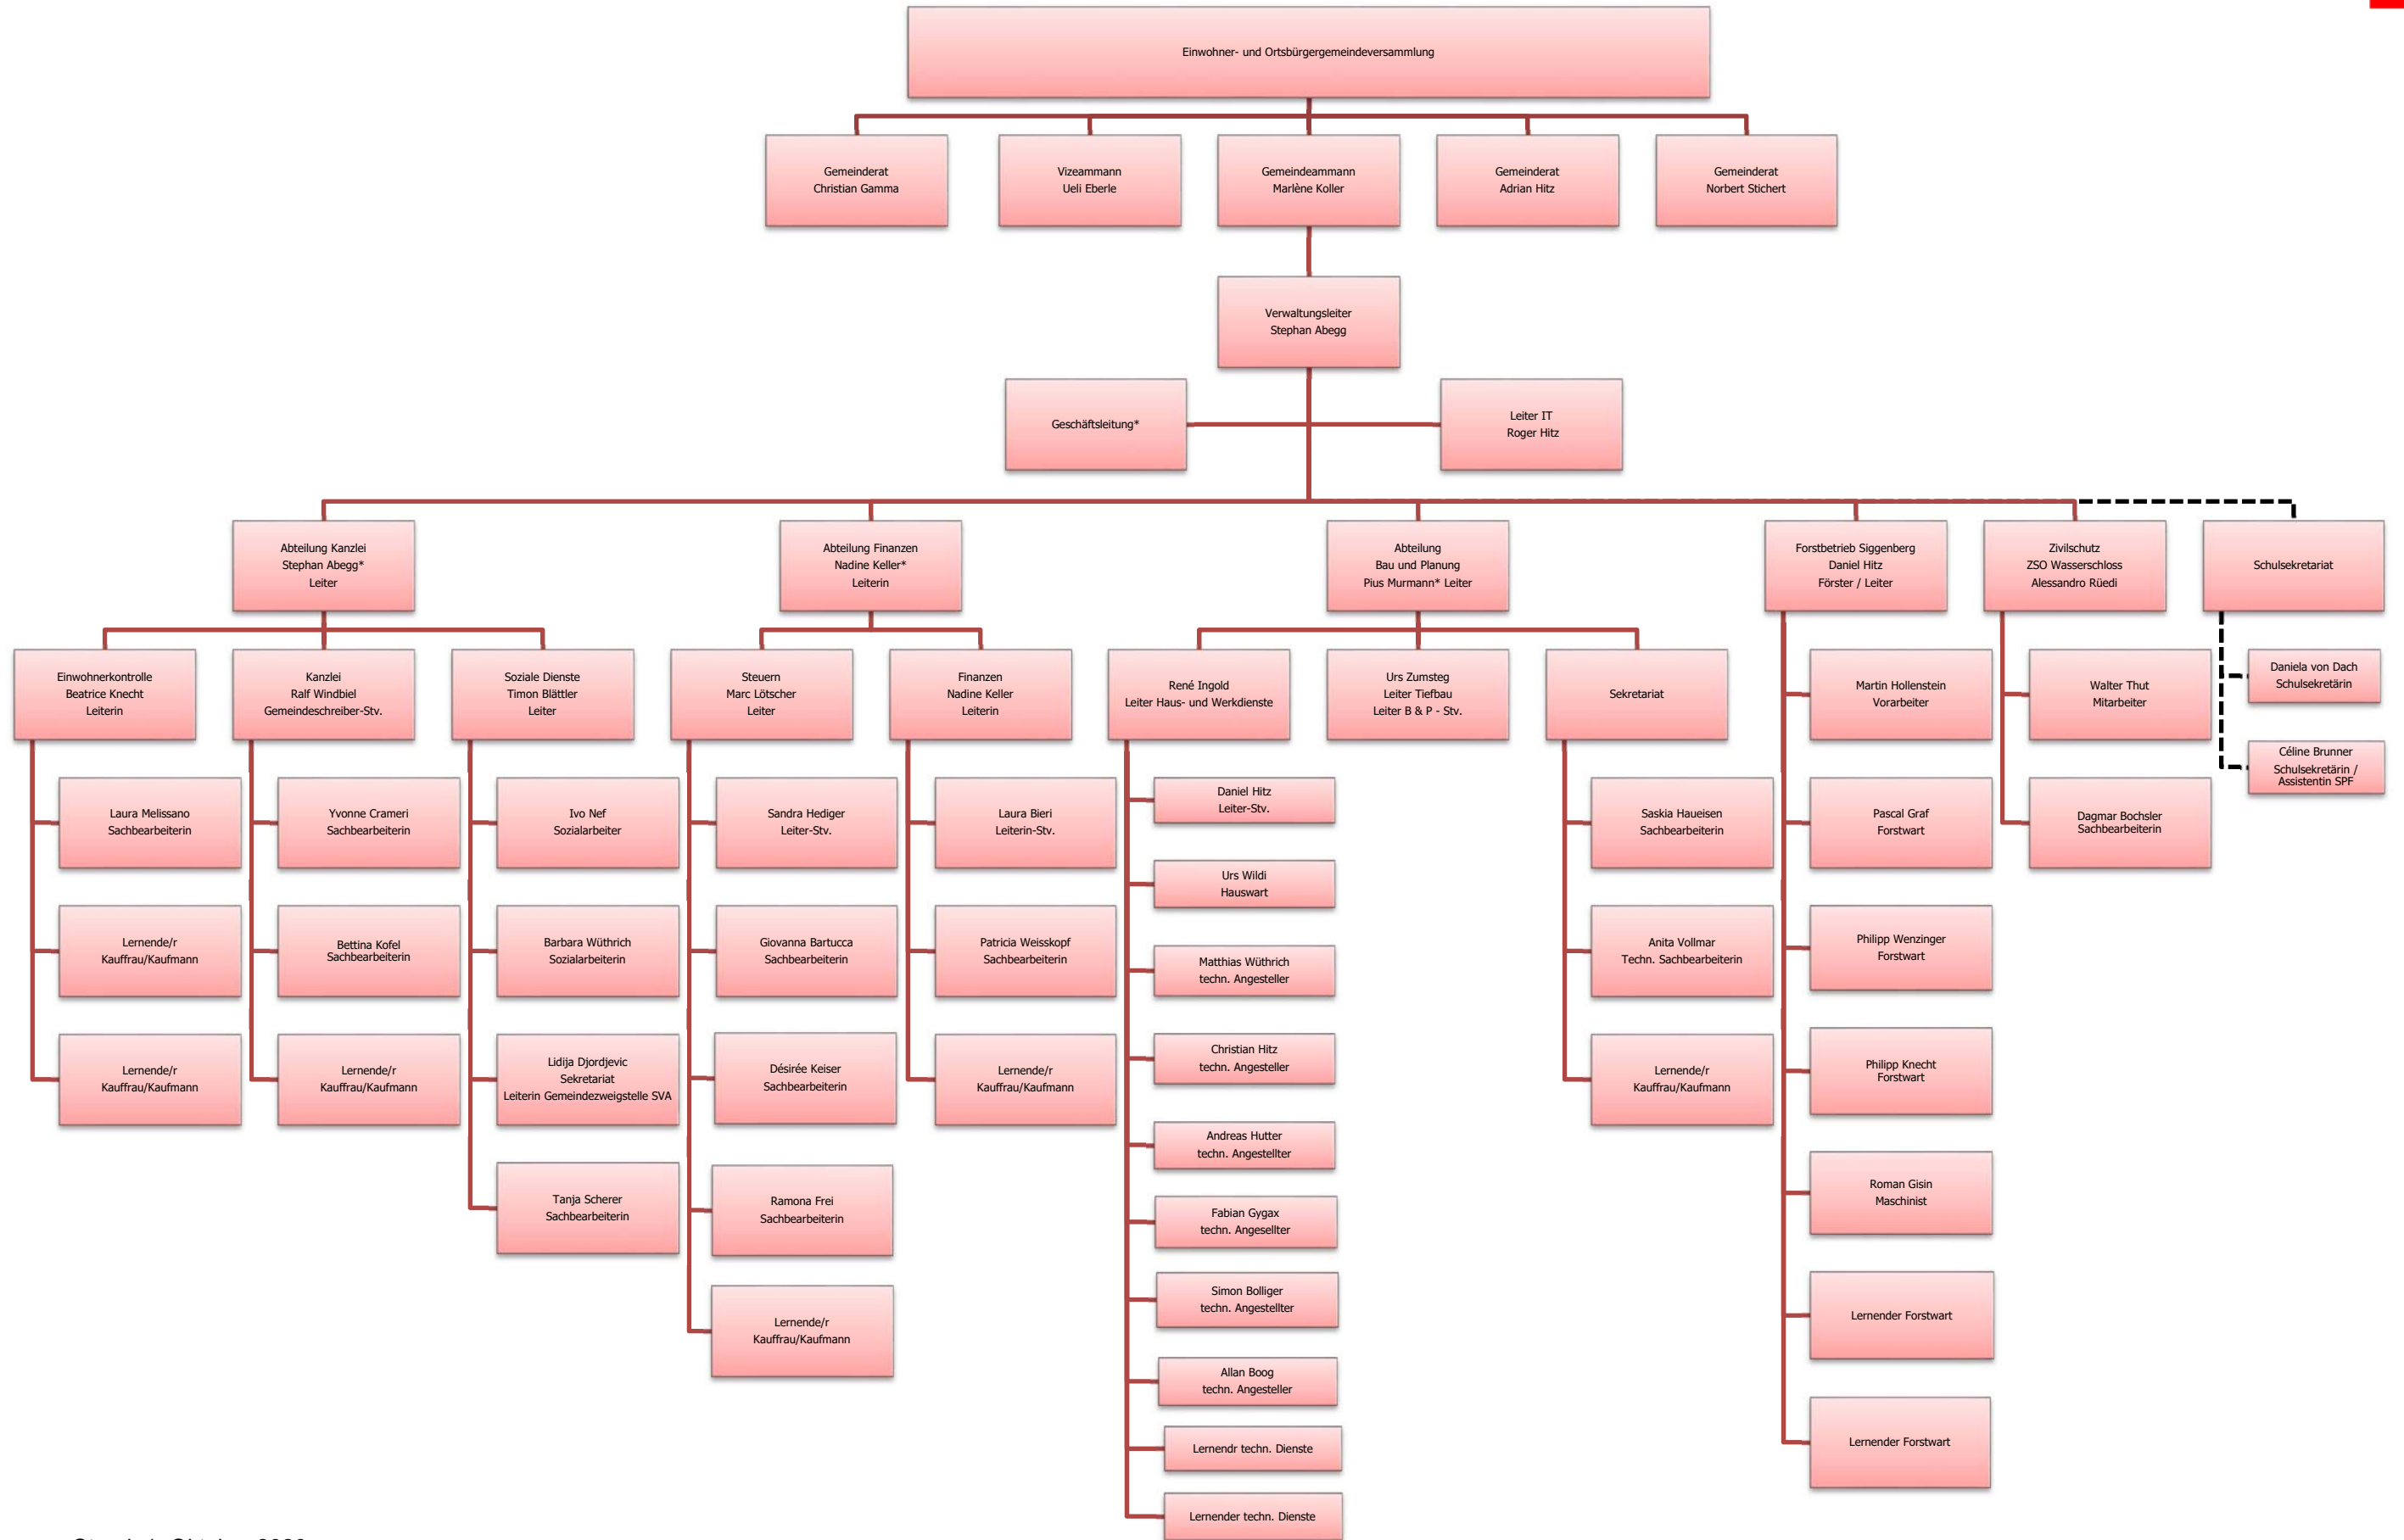 Einwohner- und Ortsbürgergemeindeversammlung
Gemeinderat
Christian Gamma
Vizeammann
Ueli Eberle
Gemeindeammann
Marlène Koller
Gemeinderat
Adrian Hitz
Gemeinderat
Norbert Stichert
Verwaltungsleiter
Stephan Abegg
Geschäftsleitung*
Leiter IT
Roger Hitz
Abteilung Kanzlei
Stephan Abegg*
Leiter
Abteilung Finanzen
Nadine Keller*
Leiterin
Abteilung
Bau und Planung
Pius Murmann* Leiter
Forstbetrieb Siggenberg
Daniel Hitz
Förster / Leiter
Zivilschutz
ZSO Wasserschloss
Alessandro Rüedi
Schulsekretariat
Einwohnerkontrolle
Beatrice Knecht
Leiterin
Kanzlei
Ralf Windbiel
Gemeindeschreiber-Stv.
Soziale Dienste
Timon Blättler
Leiter
Steuern
Marc Lötscher
Leiter
Finanzen
Nadine Keller
Leiterin
René Ingold
Leiter Haus- und Werkdienste
Urs Zumsteg
Leiter Tiefbau
Leiter B & P - Stv.
Sekretariat
Laura Melissano
Sachbearbeiterin
Lernende/r
Kauffrau/Kaufmann
Lernende/r
Kauffrau/Kaufmann
Yvonne Crameri
Sachbearbeiterin
Bettina Kofel
Sachbearbeiterin
Lernende/r
Kauffrau/Kaufmann
Ivo Nef
Sozialarbeiter
Barbara Wüthrich
Sozialarbeiterin
Lidija Djordjevic
Sekretariat
Leiterin Gemeindezweigstelle SVA
Tanja Scherer
Sachbearbeiterin
Sandra Hediger
Leiter-Stv.
Giovanna Bartucca
Sachbearbeiterin
Désirée Keiser
Sachbearbeiterin
Ramona Frei
Sachbearbeiterin
Lernende/r
Kauffrau/Kaufmann
Laura Bieri
Leiterin-Stv.
Patricia Weisskopf
Sachbearbeiterin
Lernende/r
Kauffrau/Kaufmann
Daniel Hitz
Leiter-Stv.
Urs Wildi
Hauswart
Matthias Wüthrich
techn. Angesteller
Christian Hitz
techn. Angesteller
Andreas Hutter
techn. Angestellter
Fabian Gygax
techn. Angesellter
Simon Bolliger
techn. Angestellter
Allan Boog
techn. Angesteller
Lernendr techn. Dienste
Lernender techn. Dienste
Saskia Haueisen
Sachbearbeiterin
Anita Vollmar
Techn. Sachbearbeiterin
Lernende/r
Kauffrau/Kaufmann
Martin Hollenstein
Vorarbeiter
Pascal Graf
Forstwart
Philipp Wenzinger
Forstwart
Philipp Knecht
Forstwart
Roman Gisin
Maschinist
Lernender Forstwart
Lernender Forstwart
Walter Thut
Mitarbeiter
Dagmar Bochsler
Sachbearbeiterin
Daniela von Dach
Schulsekretärin
Céline Brunner
Schulsekretärin /
Assistentin SPF